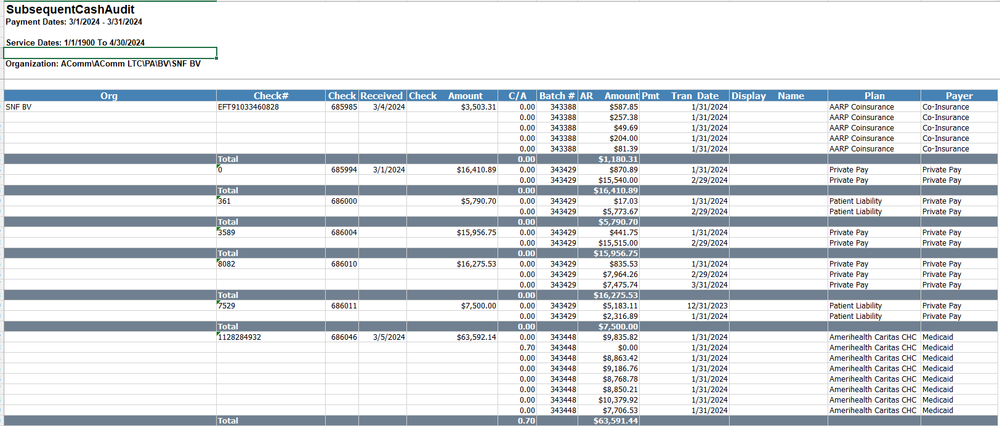 SubsequentCashAudit
Payment Dates: 3/1/2024 - 3/31/2024
Service Dates: 1/1/1900 To 4/30/2024
Organization: AComm\AComm LTC\PA\BV\SNF BV
Org Check# Check Received Check Amount C/A Batch # AR Amount Pmt Tran Date Display Name Plan Payer
SNF BV EFT91033460828 685985 3/4/2024 $3,503.31 0.00 343388 $587.85 1/31/2024 AARP Coinsurance Co-Insurance
0.00 343388 $257.38 1/31/2024 AARP Coinsurance Co-Insurance
0.00 343388 $49.69 1/31/2024 AARP Coinsurance Co-Insurance
0.00 343388 $204.00 1/31/2024 AARP Coinsurance Co-Insurance
0.00 343388 $81.39 1/31/2024 AARP Coinsurance Co-Insurance
Total 0.00 $1,180.31
0 685994 3/1/2024 $16,410.89 0.00 343429 $870.89 1/31/2024 Private Pay Private Pay
0.00 343429 $15,540.00 2/29/2024 Private Pay Private Pay
Total 0.00 $16,410.89
361 686000 $5,790.70 0.00 343429 $17.03 1/31/2024 Patient Liability Private Pay
0.00 343429 $5,773.67 2/29/2024 Patient Liability Private Pay
Total 0.00 $5,790.70
3589 686004 $15,956.75 0.00 343429 $441.75 1/31/2024 Private Pay Private Pay
0.00 343429 $15,515.00 2/29/2024 Private Pay Private Pay
Total 0.00 $15,956.75
8082 686010 $16,275.53 0.00 343429 $835.53 1/31/2024 Private Pay Private Pay
0.00 343429 $7,964.26 2/29/2024 Private Pay Private Pay
0.00 343429 $7,475.74 3/31/2024 Private Pay Private Pay
Total 0.00 $16,275.53
7529 686011 $7,500.00 0.00 343429 $5,183.11 12/31/2023 Patient Liability Private Pay
0.00 343429 $2,316.89 1/31/2024 Patient Liability Private Pay
Total 0.00 $7,500.00
1128284932 686046 3/5/2024 $63,592.14 0.00 343448 $9,835.82 1/31/2024 Amerihealth Caritas CHC Medicaid
0.70 343448 $0.00 1/31/2024 Amerihealth Caritas CHC Medicaid
0.00 343448 $8,863.42 1/31/2024 Amerihealth Caritas CHC Medicaid
0.00 343448 $9,186.76 1/31/2024 Amerihealth Caritas CHC Medicaid
0.00 343448 $8,768.78 1/31/2024 Amerihealth Caritas CHC Medicaid
0.00 343448 $8,850.21 1/31/2024 Amerihealth Caritas CHC Medicaid
0.00 343448 $10,379.92 1/31/2024 Amerihealth Caritas CHC Medicaid
0.00 343448 $7,706.53 1/31/2024 Amerihealth Caritas CHC Medicaid
Total 0.70 $63,591.44